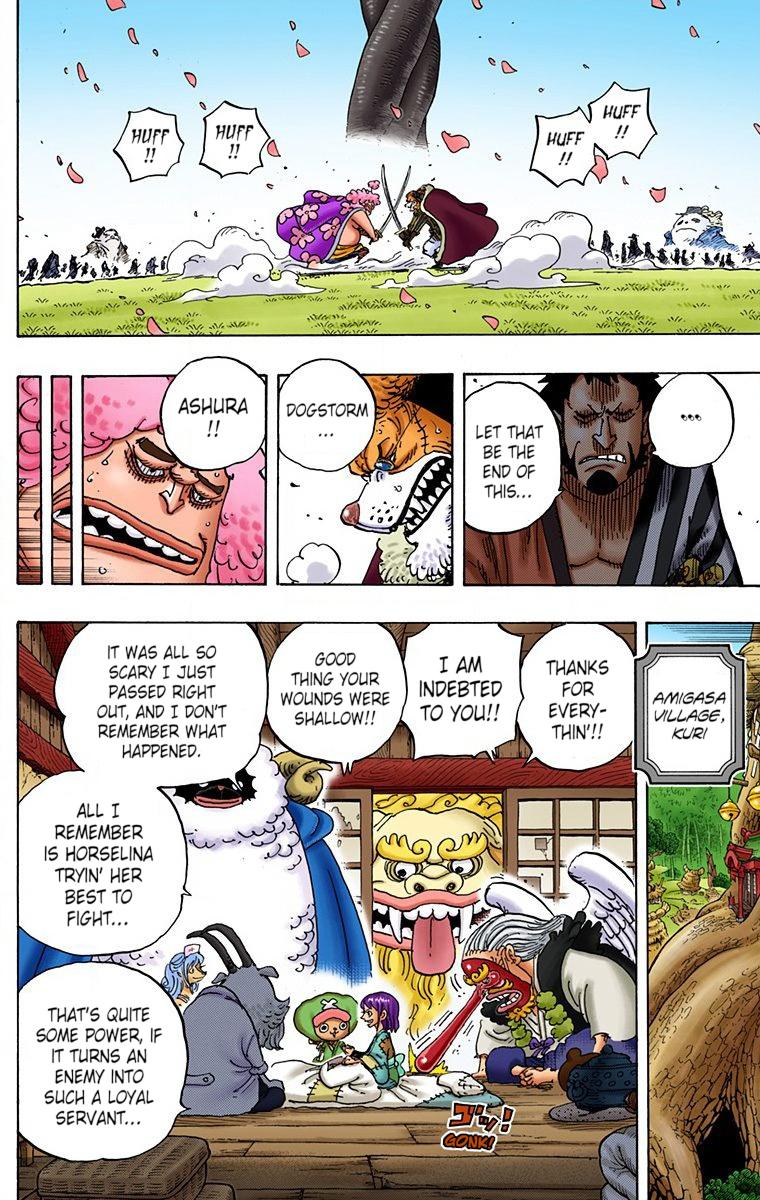 HUFF
!!
HUFF
!!
HUFF
!!
HUFF
!!
...
LET THAT
BE THE
END OF
THIS...
DOGSTORM
...
ASHURA
!!
AMIGASA
VILLAGE,
KURI
THANKS
FOR
EVERY-
THIN'!!
I AM
INDEBTED
TO YOU!!
GOOD
THING YOUR
WOUNDS WERE
SHALLOW!!
IT WAS ALL SO
SCARY I JUST
PASSED RIGHT
OUT, AND I DON'T
REMEMBER WHAT
HAPPENED.
ALL I
REMEMBER
IS HORSELINA
TRYIN' HER
BEST TO
FIGHT...
THAT'S QUITE
SOME POWER, IF
IT TURNS AN
ENEMY INTO
SUCH A LOYAL
SERVANT...
ゴッ!
GONK!